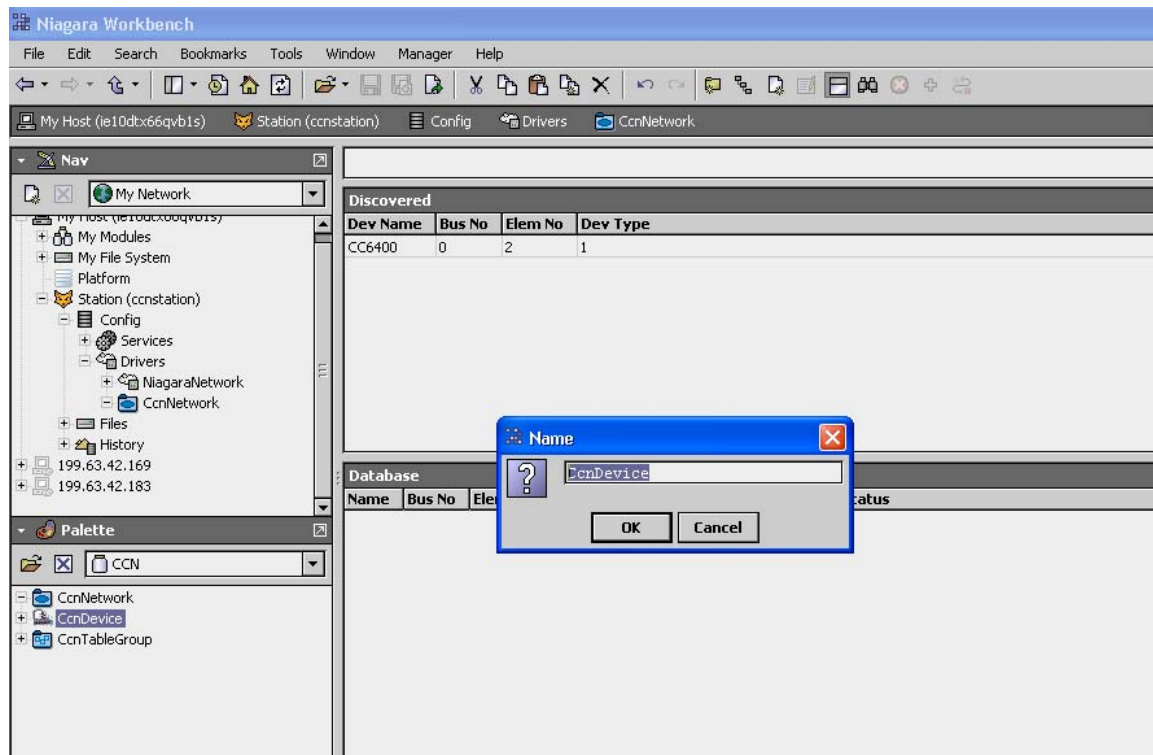 Niagara Workbench
File Edit Search Bookmarks Tools Window Manager Help
My Host (ie10dtx66qvb1s) Station (ccnstation) Config Drivers CcnNetwork
Nav
My Network
My Host (ie10dtx66qvb1s)
My Modules
My File System
Platform
Station (ccnstation)
Config
Services
Drivers
NiagaraNetwork
CcnNetwork
Files
History
199.63.42.169
199.63.42.183
Palette
CCN
CcnNetwork
CcnDevice
CcnTableGroup
Discovered
Dev Name Bus No Elem No Dev Type
CC6400 0 2 1
Name
CcnDevice
OK Cancel
Database
Name Bus No